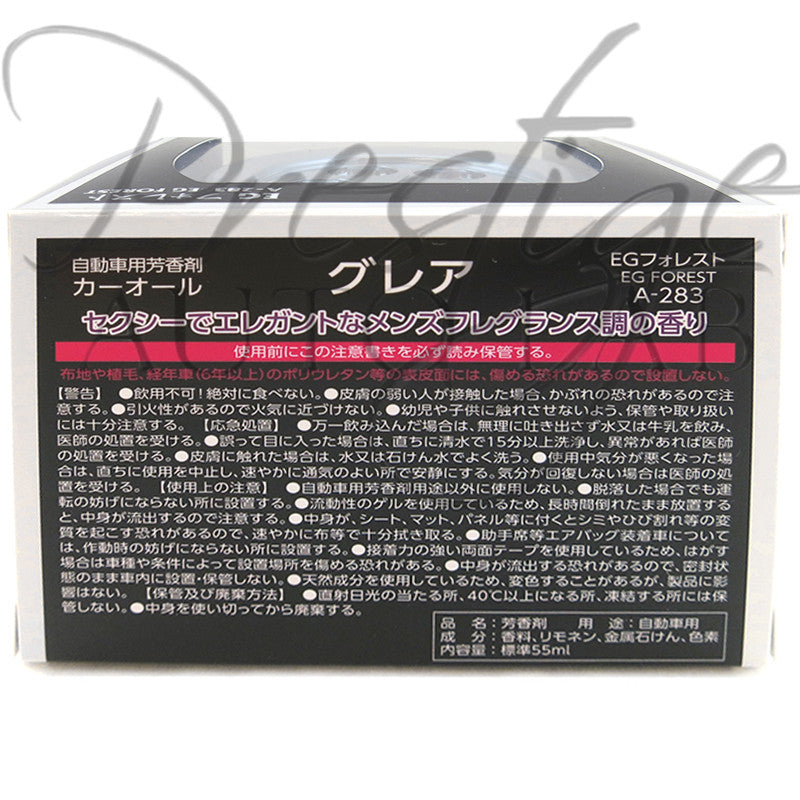 Prestige
AUTO LAB
EGフォレスト
A-283 EG FOREST
自動車用芳香剤
カーオール
グレア
EGフォレスト
EG FOREST
A-283
セクシーでエレガントなメンズフレグランス調の香り
使用前にこの注意書きを必ず読み保管する。
布地や植毛、経年車(6年以上)のポリウレタン等の表皮面には、傷める恐れがあるので設置しない。
【警告】 ●飲用不可!絶対に食べない。●皮膚の弱い人が接触した場合、かぶれの恐れがあるので注
意する。●引火性があるので火気に近づけない。●幼児や子供に触れさせないよう、保管や取り扱い
には十分注意する。【応急処置】 ●万一飲み込んだ場合は、無理に吐き出さず水又は牛乳を飲み、
医師の処置を受ける。●誤って目に入った場合は、直ちに清水で15分以上洗浄し、異常があれば医師
の処置を受ける。●皮膚に触れた場合は、水又は石けん水でよく洗う。●使用中気分が悪くなった場
合は、直ちに使用を中止し、速やかに通気のよい所で安静にする。気分が回復しない場合は医師の処
置を受ける。【使用上の注意】 ●自動車用芳香剤用途以外に使用しない。●脱落した場合でも運
転の妨げにならない所に設置する。●流動性のゲルを使用しているため、長時間倒れたまま放置する
と、中身が流出するので注意する。●中身が、シート、マット、パネル等に付くとシミやひび割れ等の変
質を起こす恐れがあるので、速やかに布等で十分拭き取る。●助手席等エアバッグ装着車について
は、作動時の妨げにならない所に設置する。●接着力の強い両面テープを使用しているため、はがす
場合は車種や条件によって設置場所を傷める恐れがある。●中身が流出する恐れがあるので、密封状
態のまま車内に設置・保管しない。●天然成分を使用しているため、変色することがあるが、製品に影
響はない。【保管及び廃棄方法】 ●直射日光の当たる所、40℃以上になる所、凍結する所には保
管しない。●中身を使い切ってから廃棄する。
品 名:芳香剤 用 途:自動車用
成 分:香料、リモネン、金属石けん、色素
内容量:標準55ml